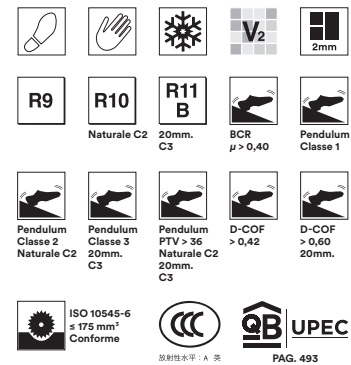 V2
2mm
R9
R10
R11
B
Naturale C2
20mm.
C3
BCR
μ > 0,40
Pendulum
Classe 1
Pendulum
Classe 2
Naturale C2
Pendulum
Classe 3
20mm.
C3
Pendulum
PTV > 36
Naturale C2
20mm.
C3
D-COF
> 0,42
D-COF
> 0,60
20mm.
ISO 10545-6
≤ 175 mm³
Conforme
CCC
放射性水平：A 类
QB
UPEC
PAG. 493